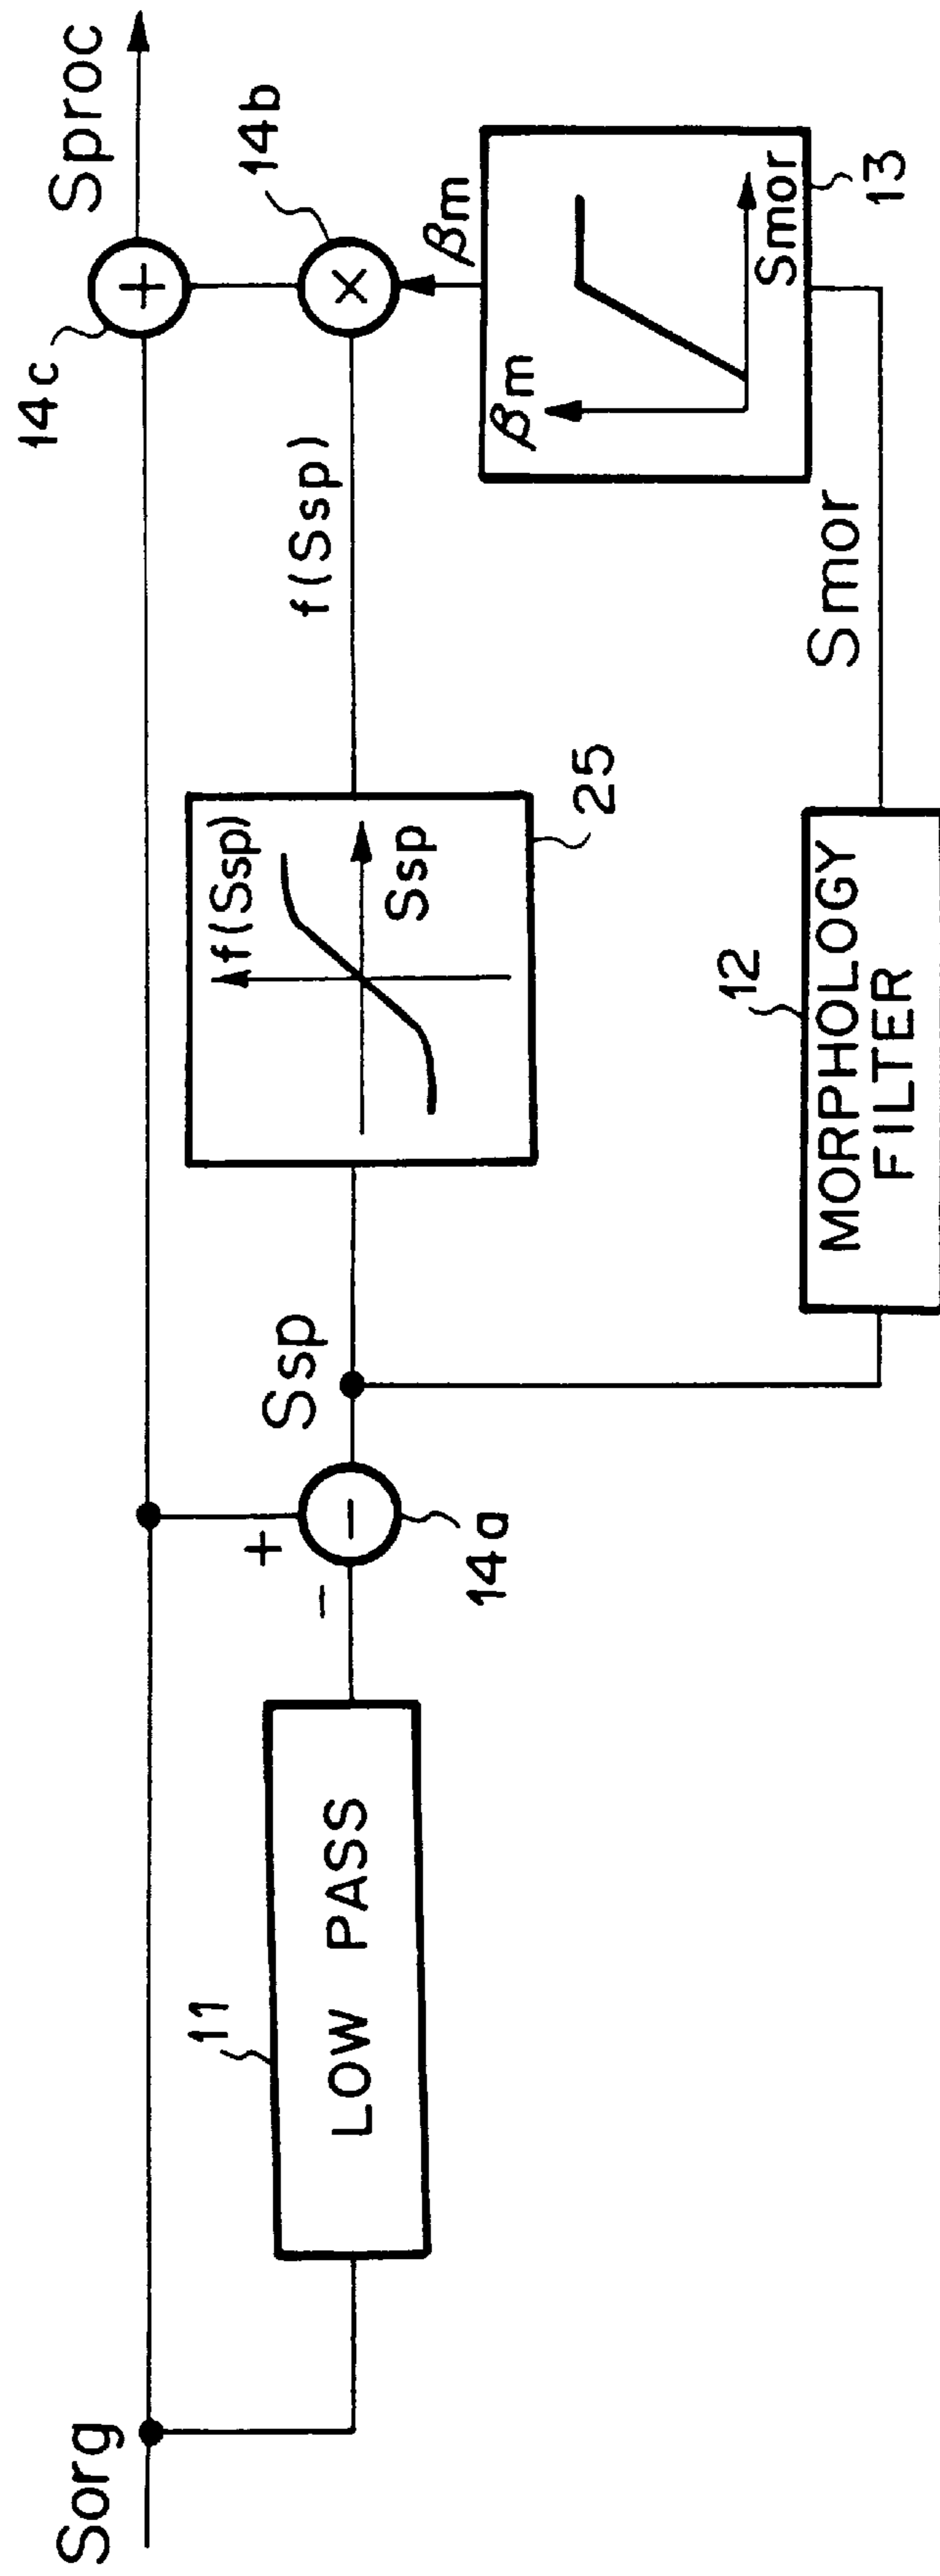 Sorg
11
LOW PASS
+
−
−
14a
Ssp
f(Ssp)
Ssp
25
f(Ssp)
12
MORPHOLOGY
FILTER
Smor
βm
Smor
13
βm
×
14b
+
14c
Sproc